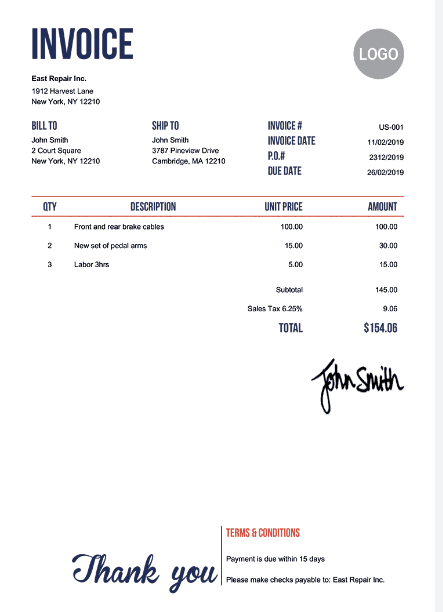 INVOICE
LOGO
East Repair Inc.
1912 Harvest Lane
New York, NY 12210
BILL TO
John Smith
2 Court Square
New York, NY 12210
SHIP TO
John Smith
3787 Pineview Drive
Cambridge, MA 12210
INVOICE # US-001
INVOICE DATE 11/02/2019
P.O.# 2312/2019
DUE DATE 26/02/2019
QTY DESCRIPTION UNIT PRICE AMOUNT
1 Front and rear brake cables 100.00 100.00
2 New set of pedal arms 15.00 30.00
3 Labor 3hrs 5.00 15.00
Subtotal 145.00
Sales Tax 6.25% 9.06
TOTAL $154.06
John Smith
Thank you
TERMS & CONDITIONS
Payment is due within 15 days
Please make checks payable to: East Repair Inc.